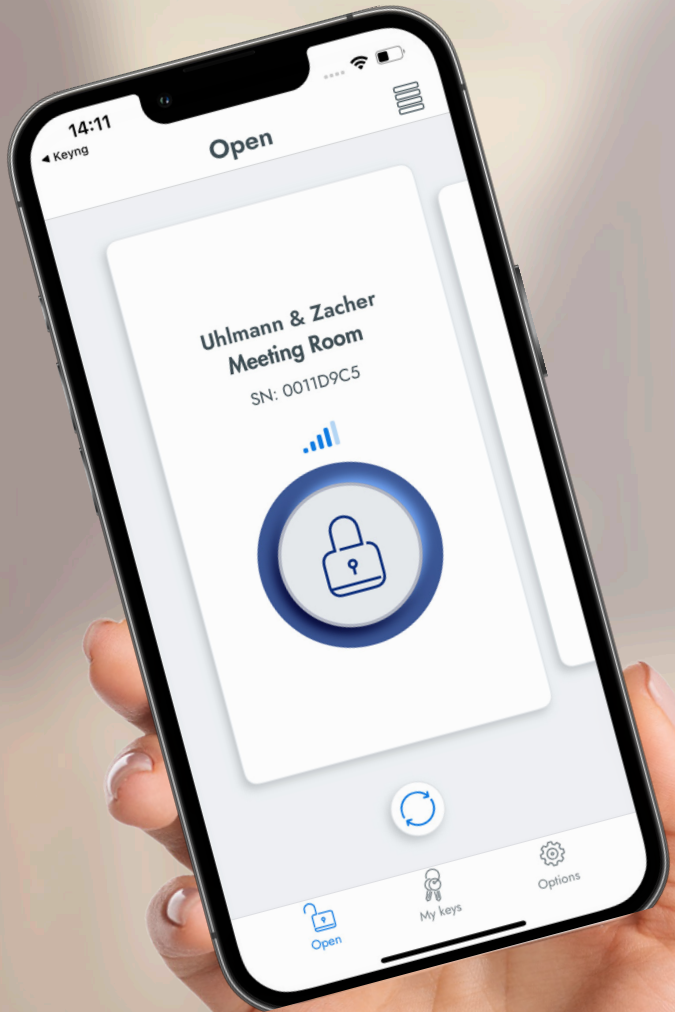 14:11
◀ Keyng
Open
Uhlmann & Zacher
Meeting Room
SN: 0011D9C5
Open
My keys
Options